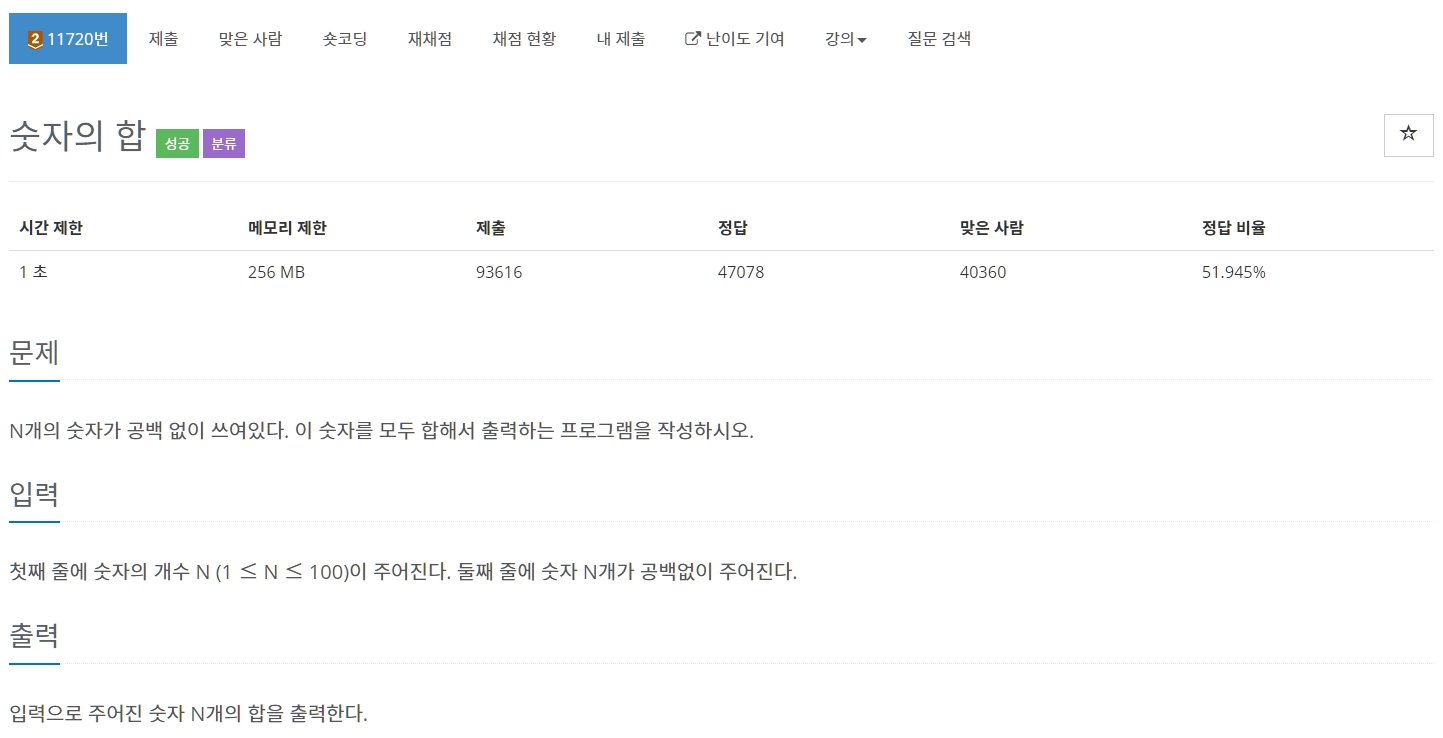 2 11720번 제출 맞은 사람 숏코딩 재채점 채점 현황 내 제출 난이도 기여 강의 질문 검색
숫자의 합 성공 분류
시간 제한 메모리 제한 제출 정답 맞은 사람 정답 비율
1 초 256 MB 93616 47078 40360 51.945%
문제
N개의 숫자가 공백 없이 쓰여있다. 이 숫자를 모두 합해서 출력하는 프로그램을 작성하시오.
입력
첫째 줄에 숫자의 개수 N (1 ≤ N ≤ 100)이 주어진다. 둘째 줄에 숫자 N개가 공백없이 주어진다.
출력
입력으로 주어진 숫자 N개의 합을 출력한다.